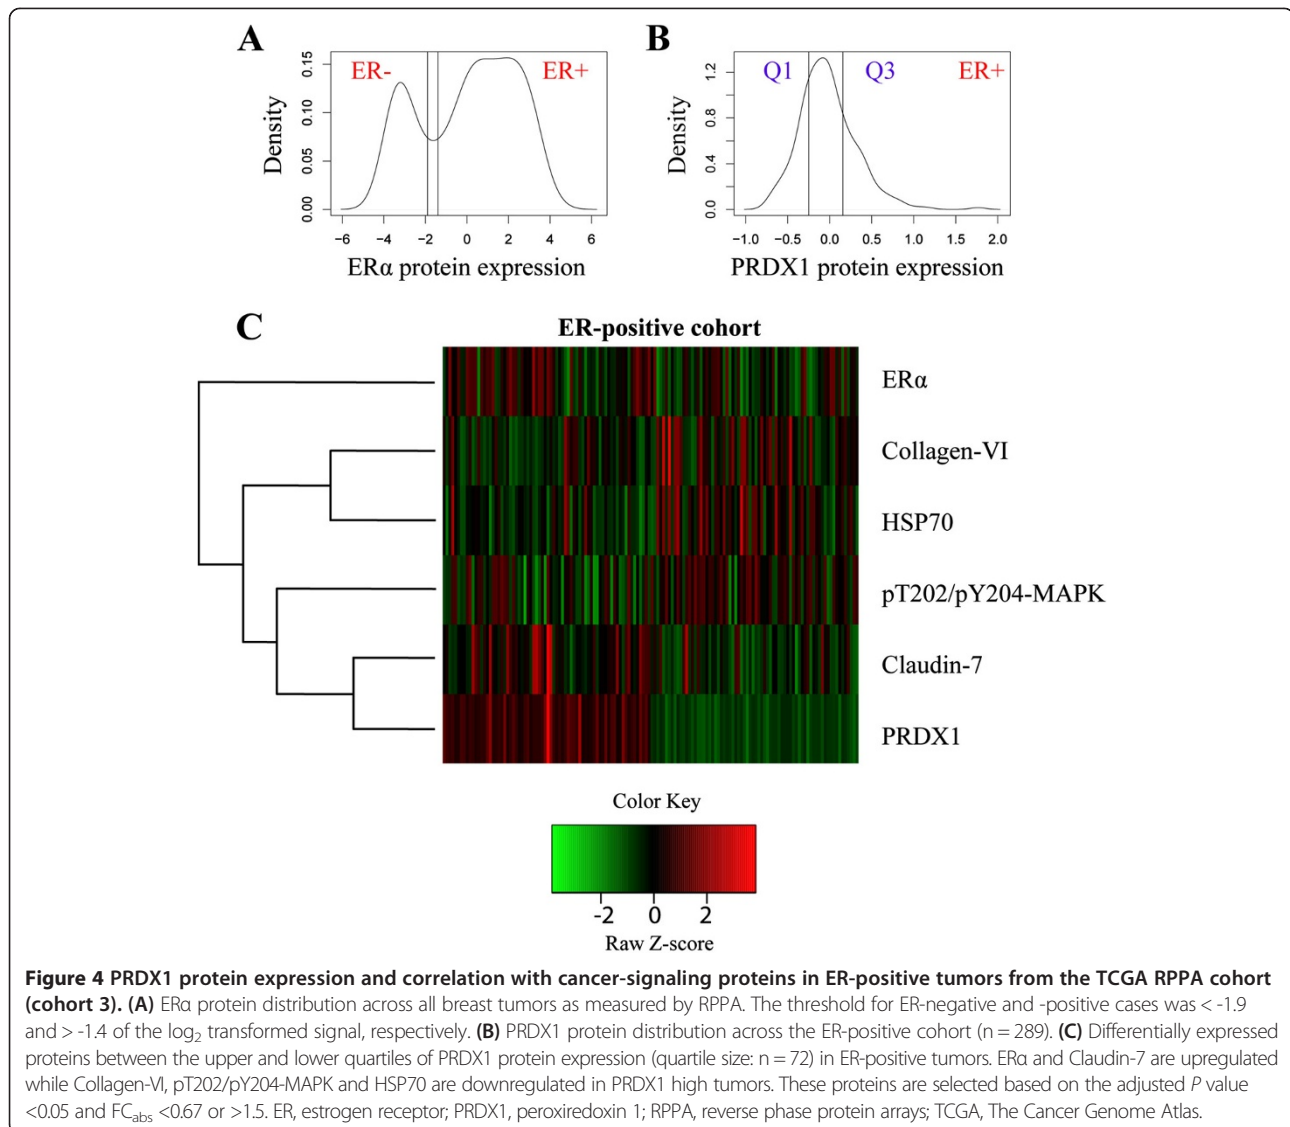 A
B
ER-
ER+
Q1
Q3
ER+
Density
0.00
0.05
0.10
0.15
−6
−4
−2
0
2
4
6
ERα protein expression
Density
0.0
0.4
0.8
1.2
−1.0
−0.5
0.0
0.5
1.0
1.5
2.0
PRDX1 protein expression
C
ER-positive cohort
ERα
Collagen-VI
HSP70
pT202/pY204-MAPK
Claudin-7
PRDX1
Color Key
-2
0
2
Raw Z-score
Figure 4 PRDX1 protein expression and correlation with cancer-signaling proteins in ER-positive tumors from the TCGA RPPA cohort
(cohort 3). (A) ERα protein distribution across all breast tumors as measured by RPPA. The threshold for ER-negative and -positive cases was < -1.9
and > -1.4 of the log2 transformed signal, respectively. (B) PRDX1 protein distribution across the ER-positive cohort (n = 289). (C) Differentially expressed
proteins between the upper and lower quartiles of PRDX1 protein expression (quartile size: n = 72) in ER-positive tumors. ERα and Claudin-7 are upregulated
while Collagen-VI, pT202/pY204-MAPK and HSP70 are downregulated in PRDX1 high tumors. These proteins are selected based on the adjusted P value
<0.05 and FCabs <0.67 or >1.5. ER, estrogen receptor; PRDX1, peroxiredoxin 1; RPPA, reverse phase protein arrays; TCGA, The Cancer Genome Atlas.